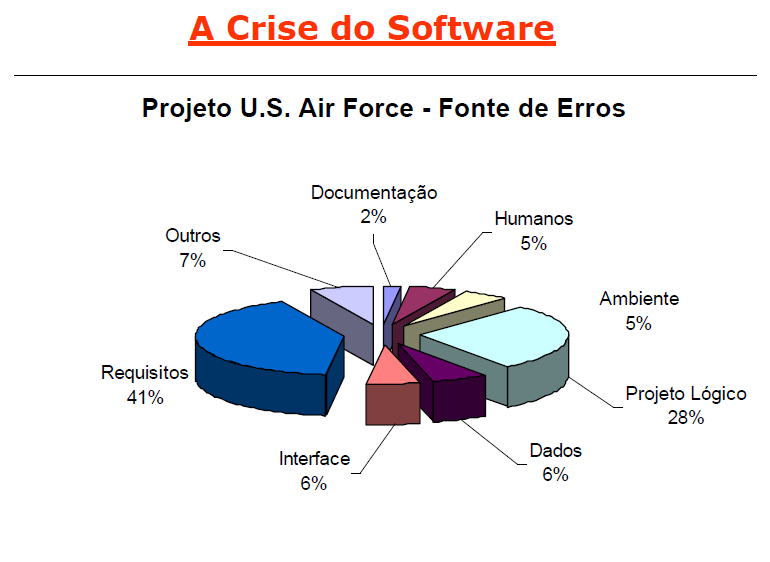 A Crise do Software
Projeto U.S. Air Force - Fonte de Erros
Documentação
2%
Humanos
5%
Outros
7%
Ambiente
5%
Requisitos
41%
Projeto Lógico
28%
Interface
6%
Dados
6%